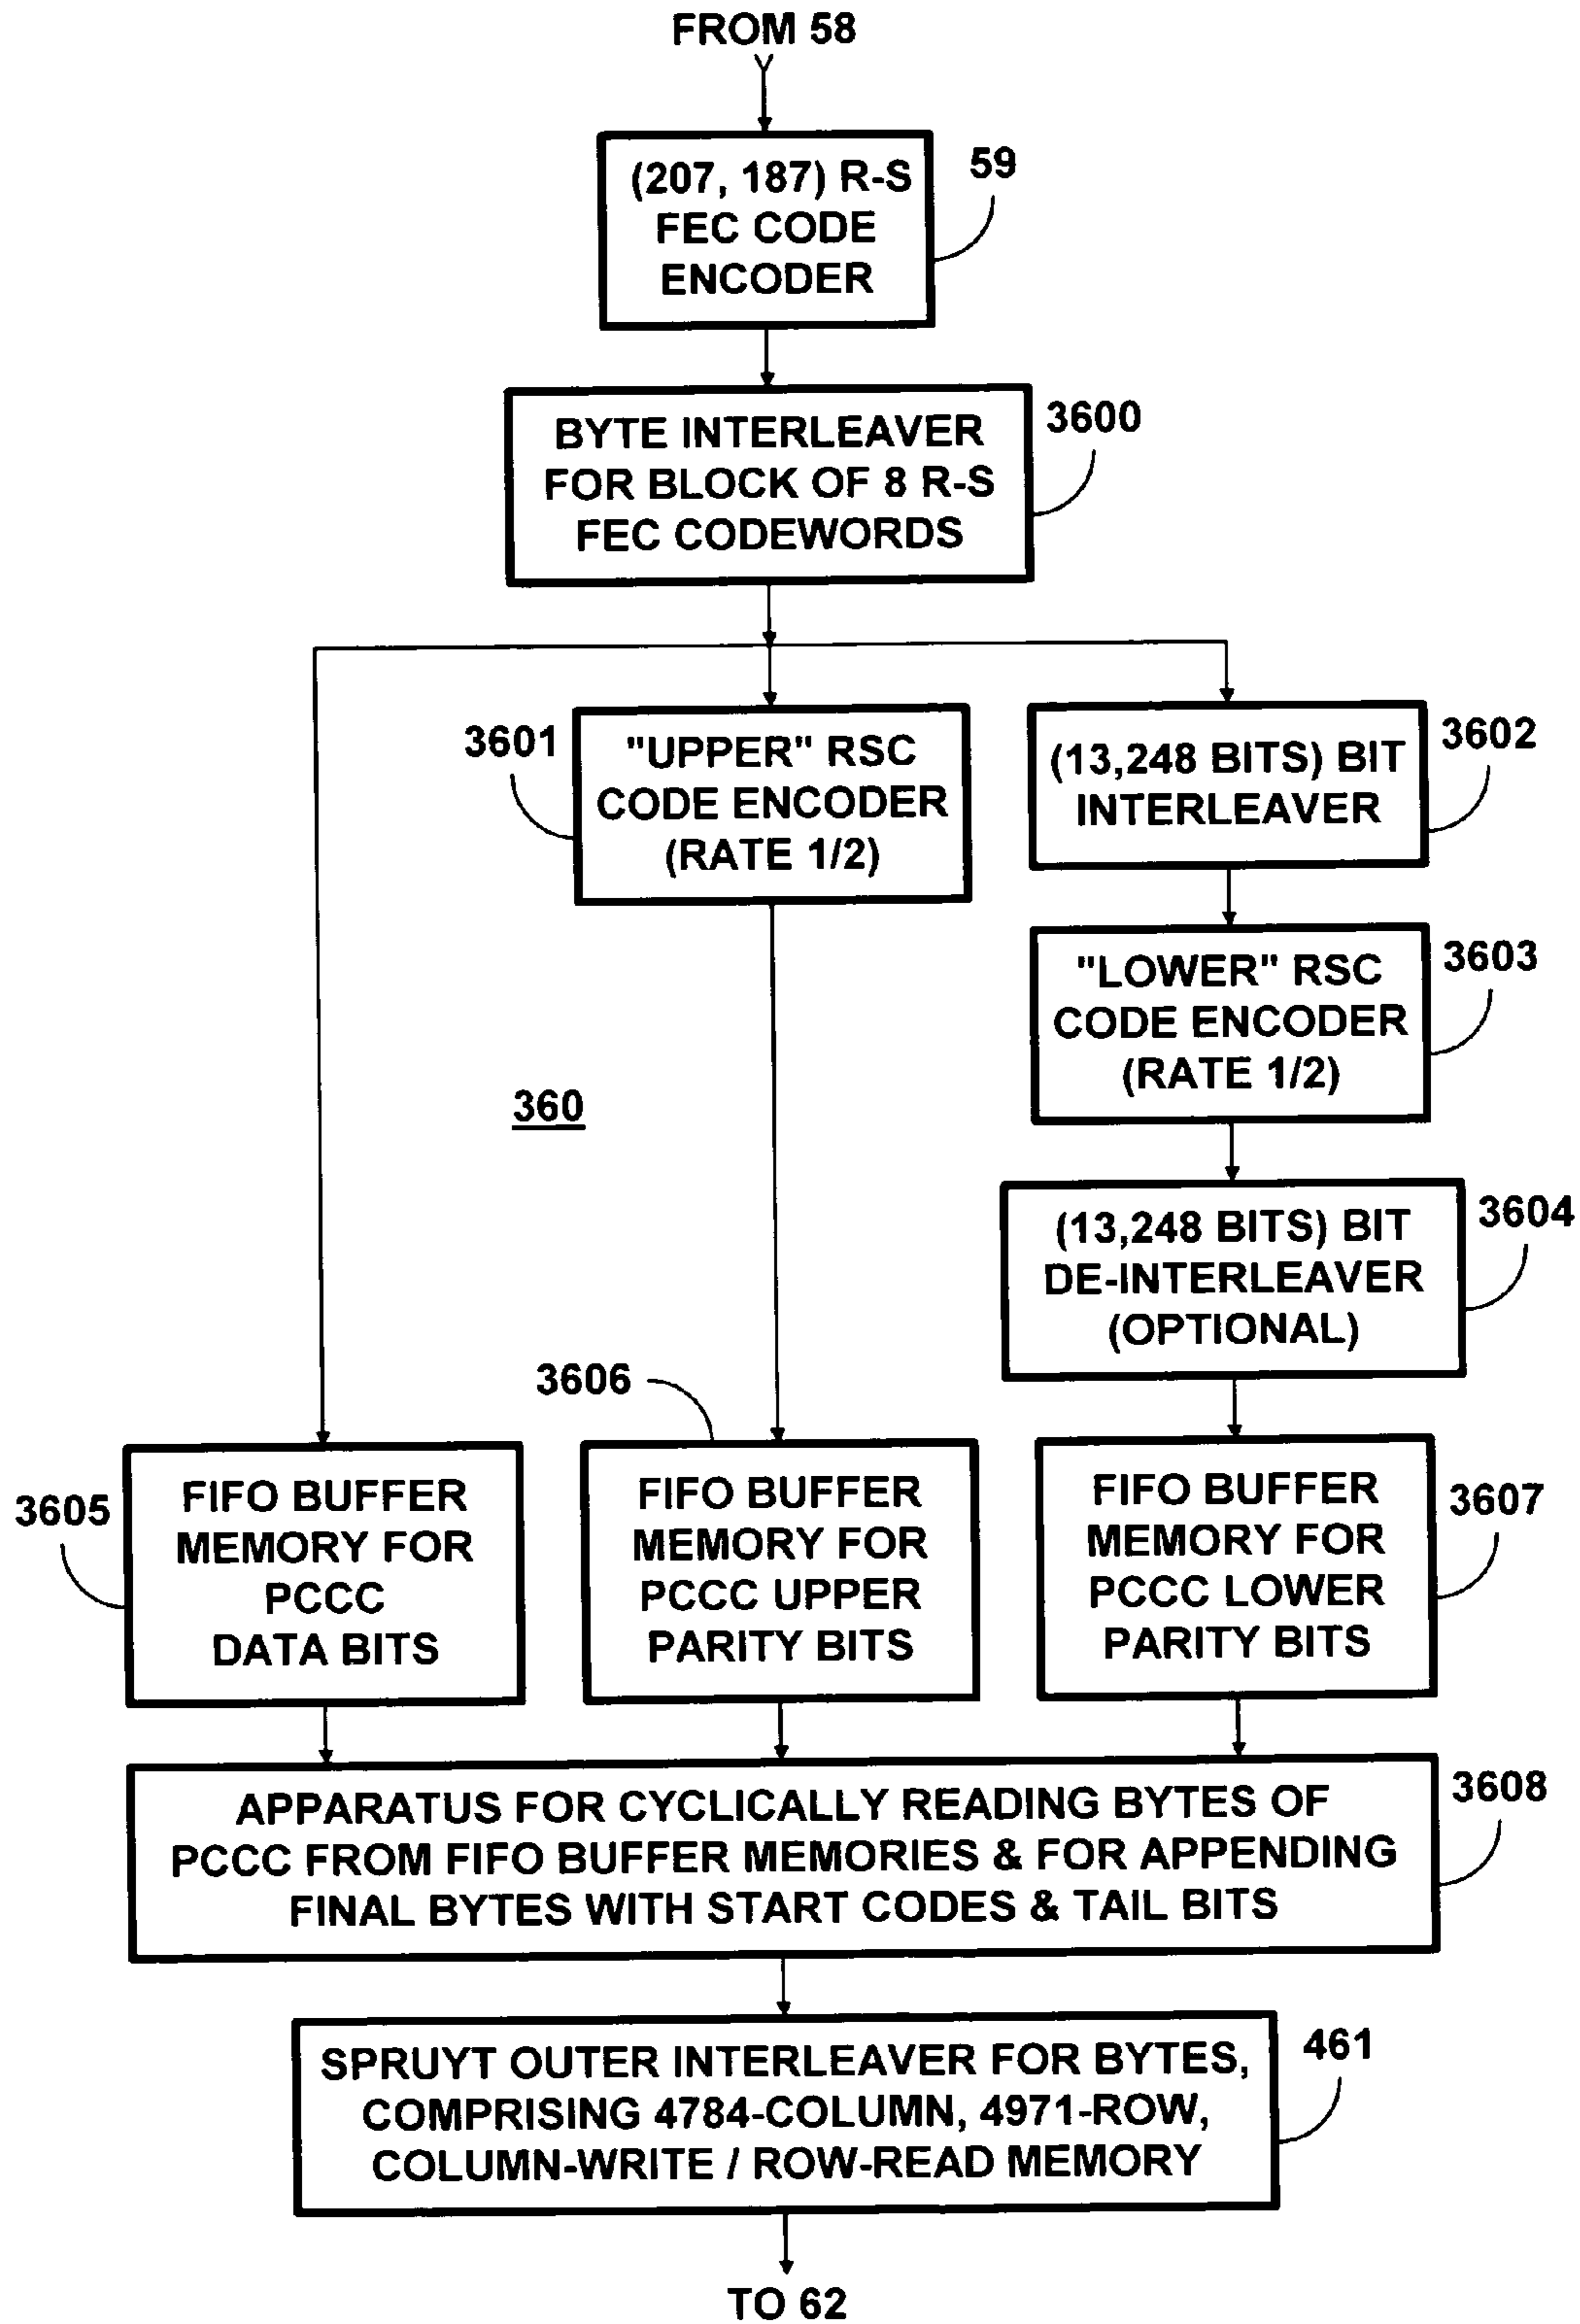 FROM 58
(207, 187) R-S
FEC CODE
ENCODER
59
BYTE INTERLEAVER
FOR BLOCK OF 8 R-S
FEC CODEWORDS
3600
3601
"UPPER" RSC
CODE ENCODER
(RATE 1/2)
(13,248 BITS) BIT
INTERLEAVER
3602
"LOWER" RSC
CODE ENCODER
(RATE 1/2)
3603
360
(13,248 BITS) BIT
DE-INTERLEAVER
(OPTIONAL)
3604
3605
FIFO BUFFER
MEMORY FOR
PCCC
DATA BITS
3606
FIFO BUFFER
MEMORY FOR
PCCC UPPER
PARITY BITS
FIFO BUFFER
MEMORY FOR
PCCC LOWER
PARITY BITS
3607
APPARATUS FOR CYCLICALLY READING BYTES OF
PCCC FROM FIFO BUFFER MEMORIES & FOR APPENDING
FINAL BYTES WITH START CODES & TAIL BITS
3608
SPRUYT OUTER INTERLEAVER FOR BYTES,
COMPRISING 4784-COLUMN, 4971-ROW,
COLUMN-WRITE / ROW-READ MEMORY
461
TO 62